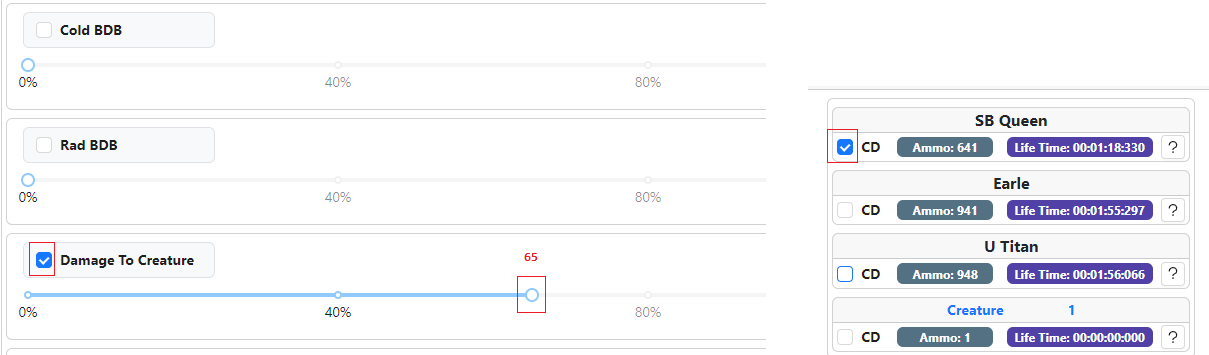 Cold BDB
0% 40% 80%
Rad BDB
0% 40% 80%
Damage To Creature
65
0% 40% 80%
SB Queen
CD Ammo: 641 Life Time: 00:01:18:330 ?
Earle
CD Ammo: 941 Life Time: 00:01:55:297 ?
U Titan
CD Ammo: 948 Life Time: 00:01:56:066 ?
Creature 1
CD Ammo: 1 Life Time: 00:00:00:000 ?